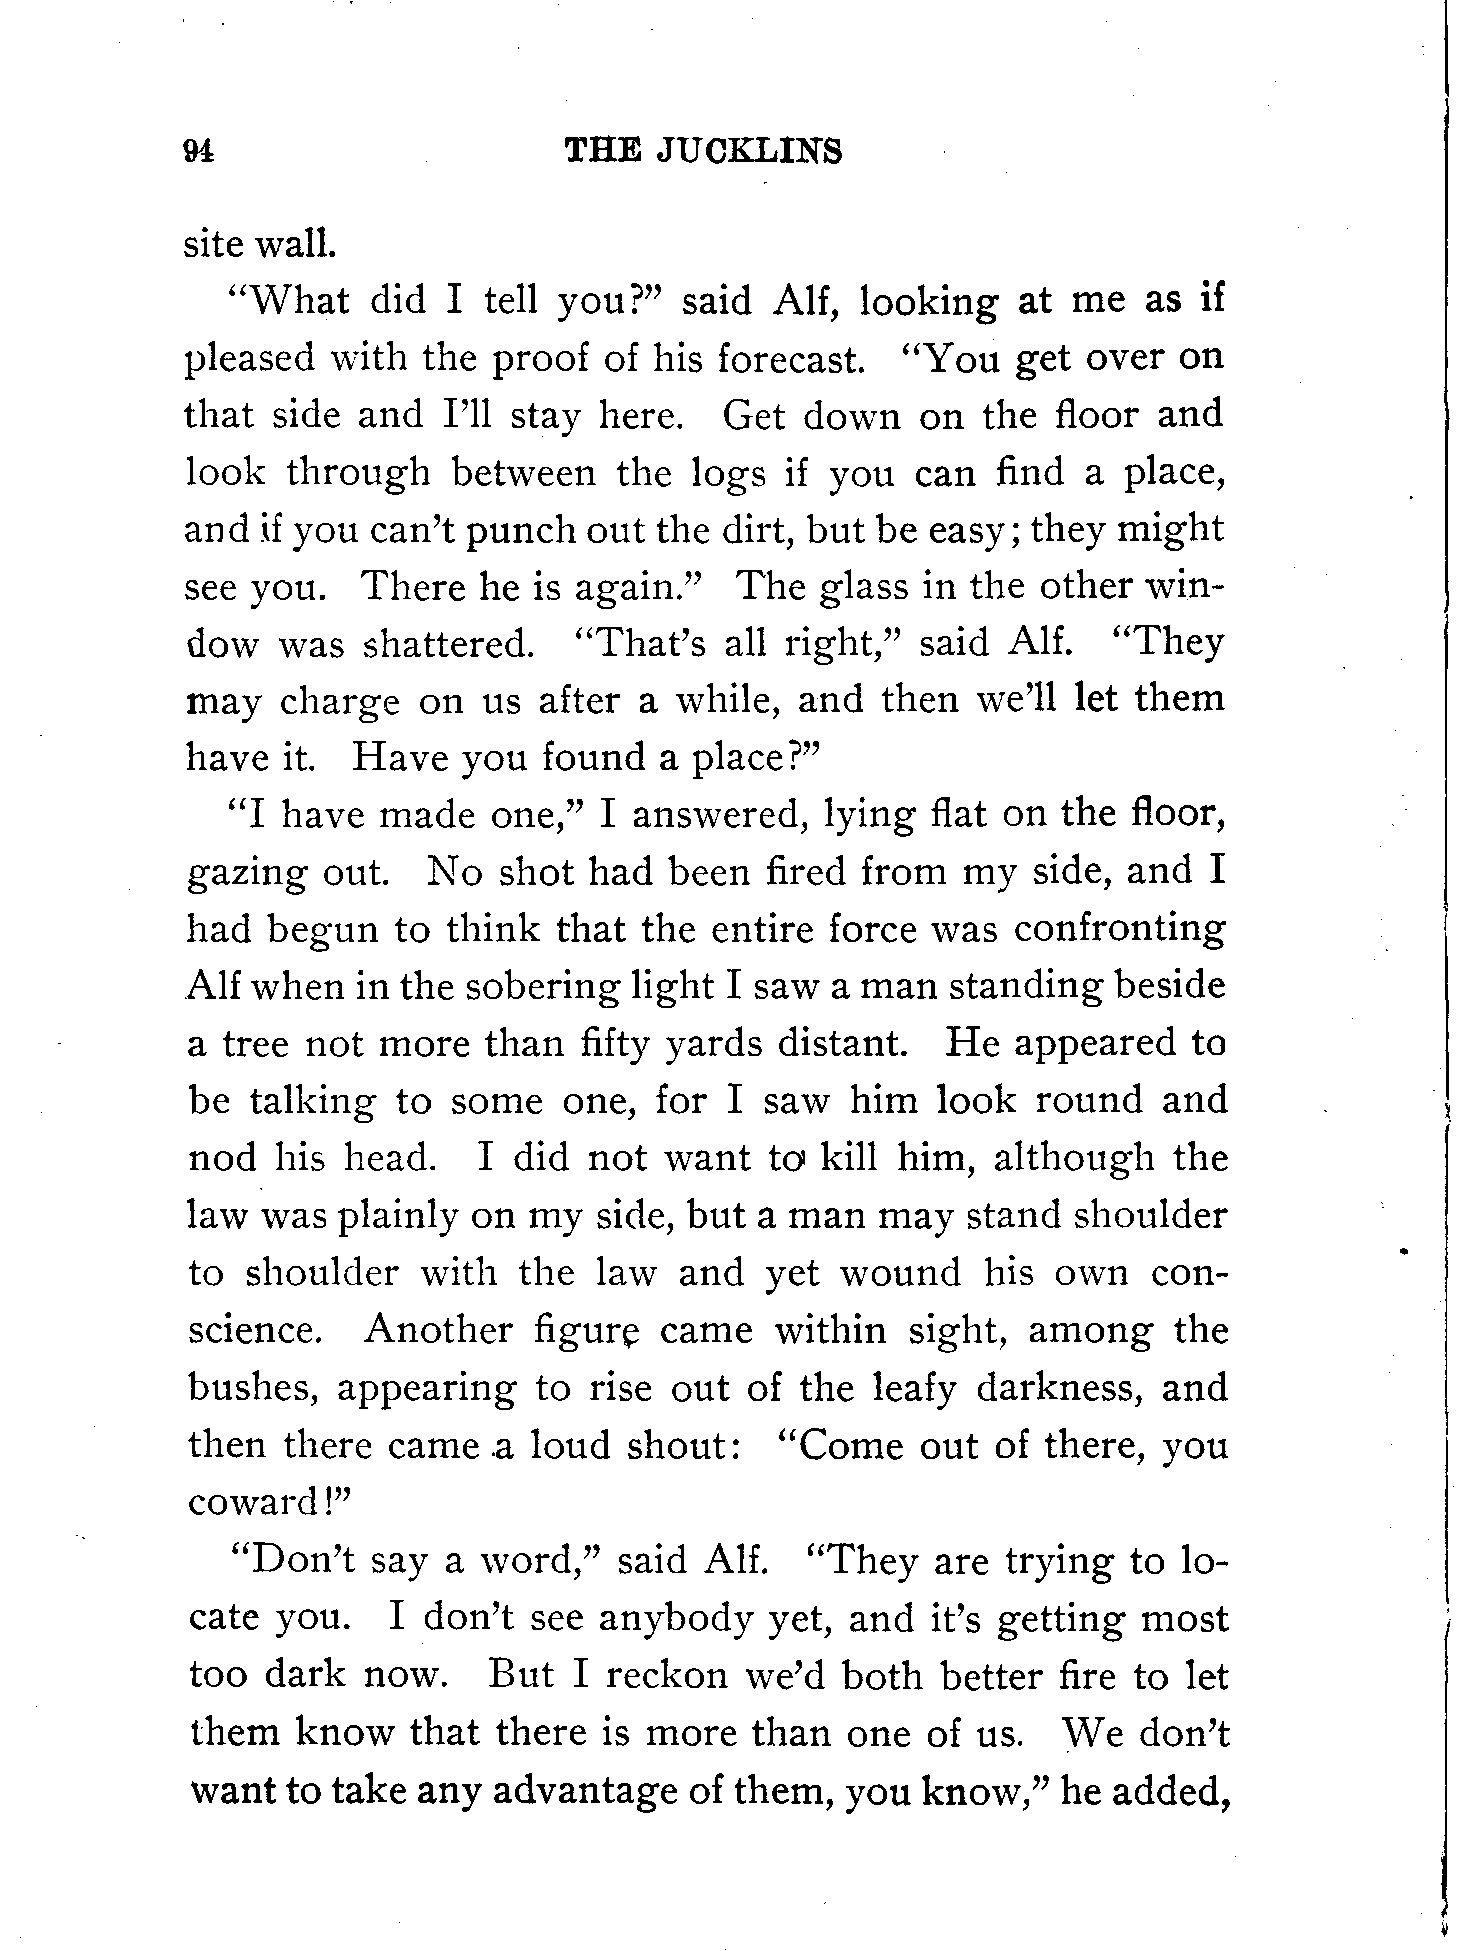 94 THE JUCKLINS
site wall.
“What did I tell you?” said Alf, looking at me as if
pleased with the proof of his forecast. “You get over on
that side and I’ll stay here. Get down on the floor and
look through between the logs if you can find a place,
and if you can’t punch out the dirt, but be easy; they might
see you. There he is again.” The glass in the other win-
dow was shattered. “That’s all right,” said Alf. “They
may charge on us after a while, and then we’ll let them
have it. Have you found a place?”
“I have made one,” I answered, lying flat on the floor,
gazing out. No shot had been fired from my side, and I
had begun to think that the entire force was confronting
Alf when in the sobering light I saw a man standing beside
a tree not more than fifty yards distant. He appeared to
be talking to some one, for I saw him look round and
nod his head. I did not want to kill him, although the
law was plainly on my side, but a man may stand shoulder
to shoulder with the law and yet wound his own con-
science. Another figure came within sight, among the
bushes, appearing to rise out of the leafy darkness, and
then there came a loud shout: “Come out of there, you
coward!”
“Don’t say a word,” said Alf. “They are trying to lo-
cate you. I don’t see anybody yet, and it’s getting most
too dark now. But I reckon we’d both better fire to let
them know that there is more than one of us. We don’t
want to take any advantage of them, you know,” he added,